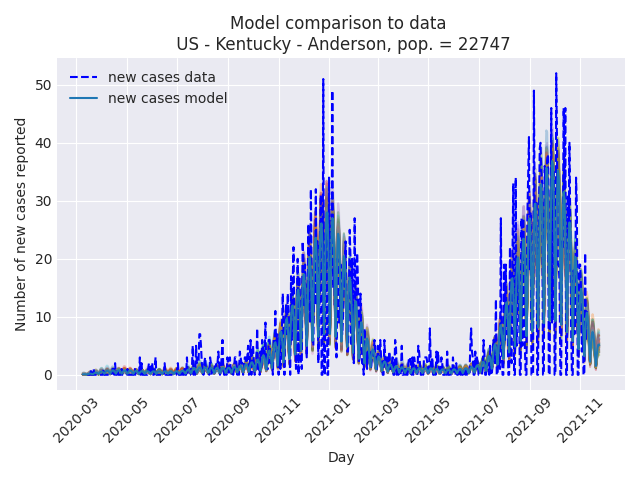 Model comparison to data
US - Kentucky - Anderson, pop. = 22747
new cases data
new cases model
Number of new cases reported
50
40
30
20
10
0
2020-03
2020-05
2020-07
2020-09
2020-11
2021-01
2021-03
2021-05
2021-07
2021-09
2021-11
Day